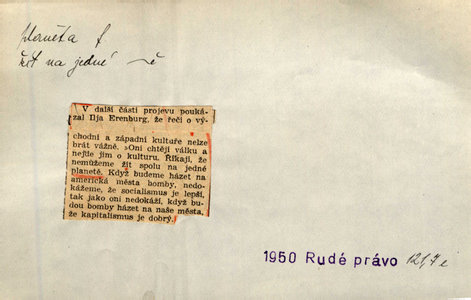 planeta f
žít na jedné ~ě
V další části projevu pouká-
zal Ilja Erenburg, že řeči o vý-
chodní a západní kultuře nelze
brát vážně. »Oni chtějí válku a
nejde jim o kulturu. Říkají, že
nemůžeme žít spolu na jedné
planetě. Když budeme házet na
americká města bomby, nedo-
kážeme, že socialismus je lepší,
tak jako oni nedokáží, když bu-
dou bomby házet na naše města,
že kapitalismus je dobrý.
1950 Rudé právo